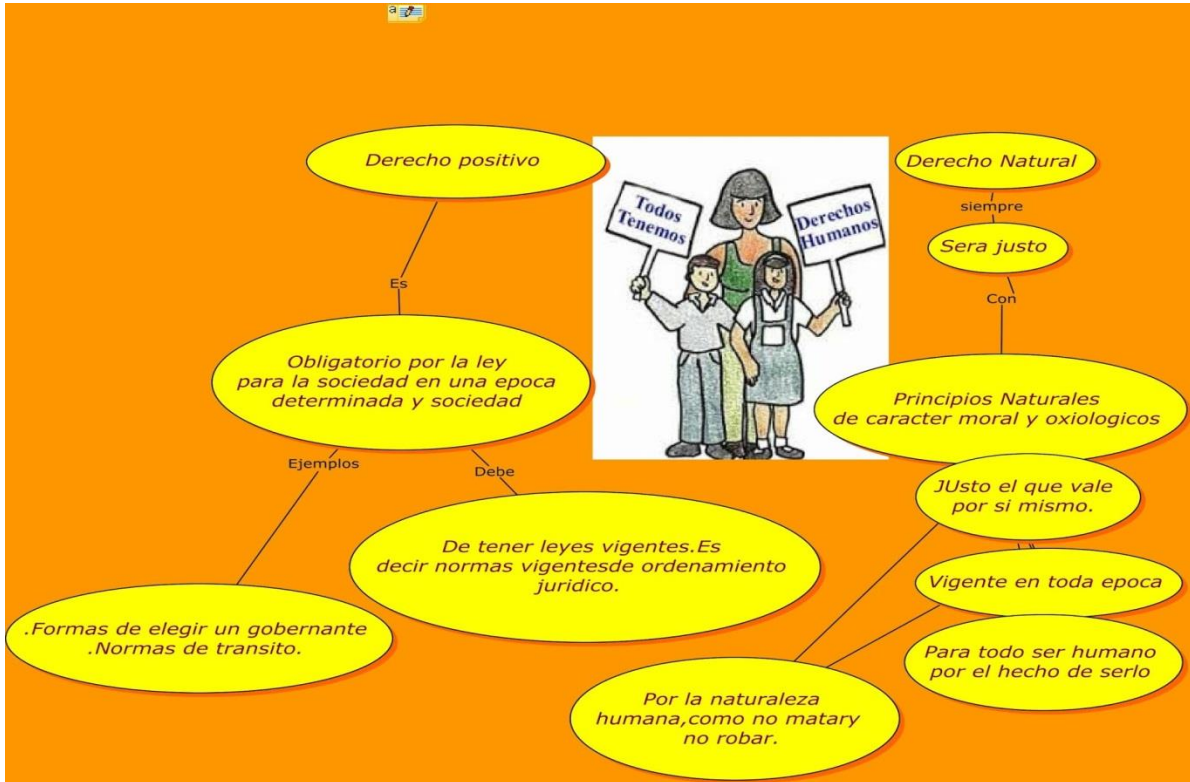 a
Derecho positivo
Es
Obligatorio por la ley
para la sociedad en una epoca
determinada y sociedad
Ejemplos
Debe
.Formas de elegir un gobernante
.Normas de transito.
De tener leyes vigentes.Es
decir normas vigentesde ordenamiento
juridico.
Todos
Tenemos
Derechos
Humanos
Derecho Natural
siempre
Sera justo
Con
Principios Naturales
de caracter moral y oxiologicos
JUsto el que vale
por si mismo.
Vigente en toda epoca
Para todo ser humano
por el hecho de serlo
Por la naturaleza
humana,como no matary
no robar.